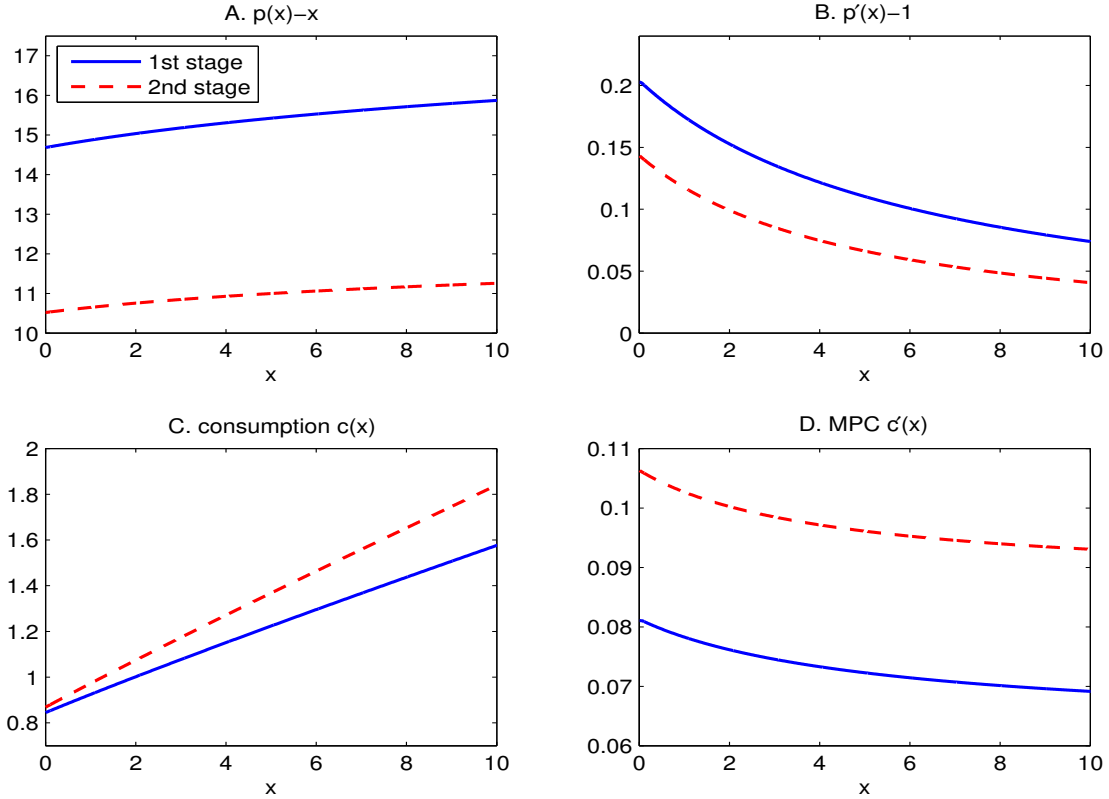 A. p(x)−x
17
16
15
14
13
12
11
10
0 2 4 6 8 10
x
1st stage
2nd stage
B. p′(x)−1
0.2
0.15
0.1
0.05
0
0 2 4 6 8 10
x
C. consumption c(x)
2
1.8
1.6
1.4
1.2
1
0.8
0 2 4 6 8 10
x
D. MPC c′(x)
0.11
0.1
0.09
0.08
0.07
0.06
0 2 4 6 8 10
x